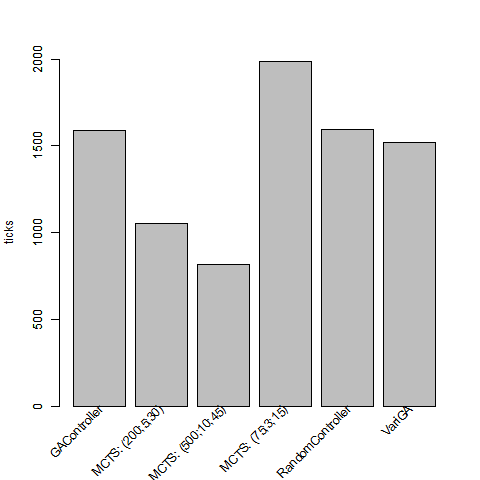 2000
1500
1000
500
0
ticks
GAController
MCTS: (200;5;30)
MCTS: (500;10;45)
MCTS: (75;3;15)
RandomController
VariGA